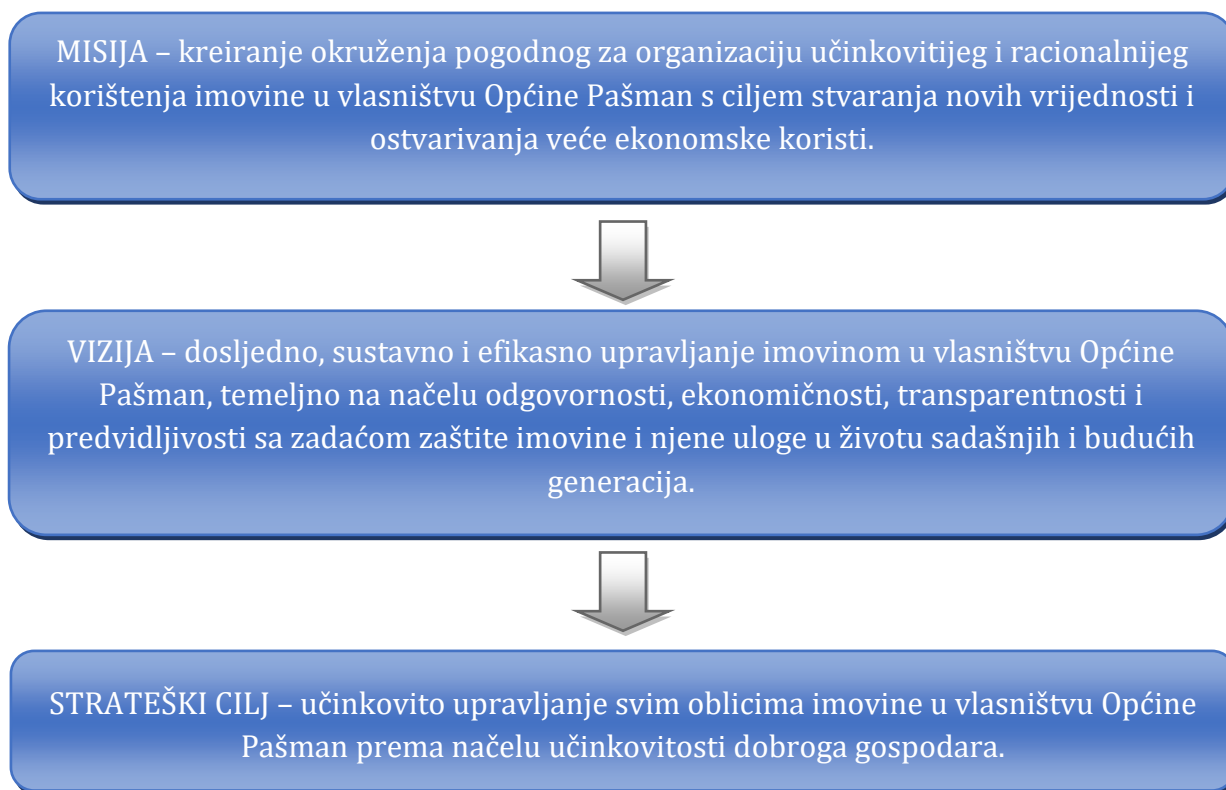 MISIJA – kreiranje okruženja pogodnog za organizaciju učinkovitijeg i racionalnijeg
korištenja imovine u vlasništvu Općine Pašman s ciljem stvaranja novih vrijednosti i
ostvarivanja veće ekonomske koristi.
VIZIJA – dosljedno, sustavno i efikasno upravljanje imovinom u vlasništvu Općine
Pašman, temeljno na načelu odgovornosti, ekonomičnosti, transparentnosti i
predvidljivosti sa zadaćom zaštite imovine i njene uloge u životu sadašnjih i budućih
generacija.
STRATEŠKI CILJ – učinkovito upravljanje svim oblicima imovine u vlasništvu Općine
Pašman prema načelu učinkovitosti dobroga gospodara.